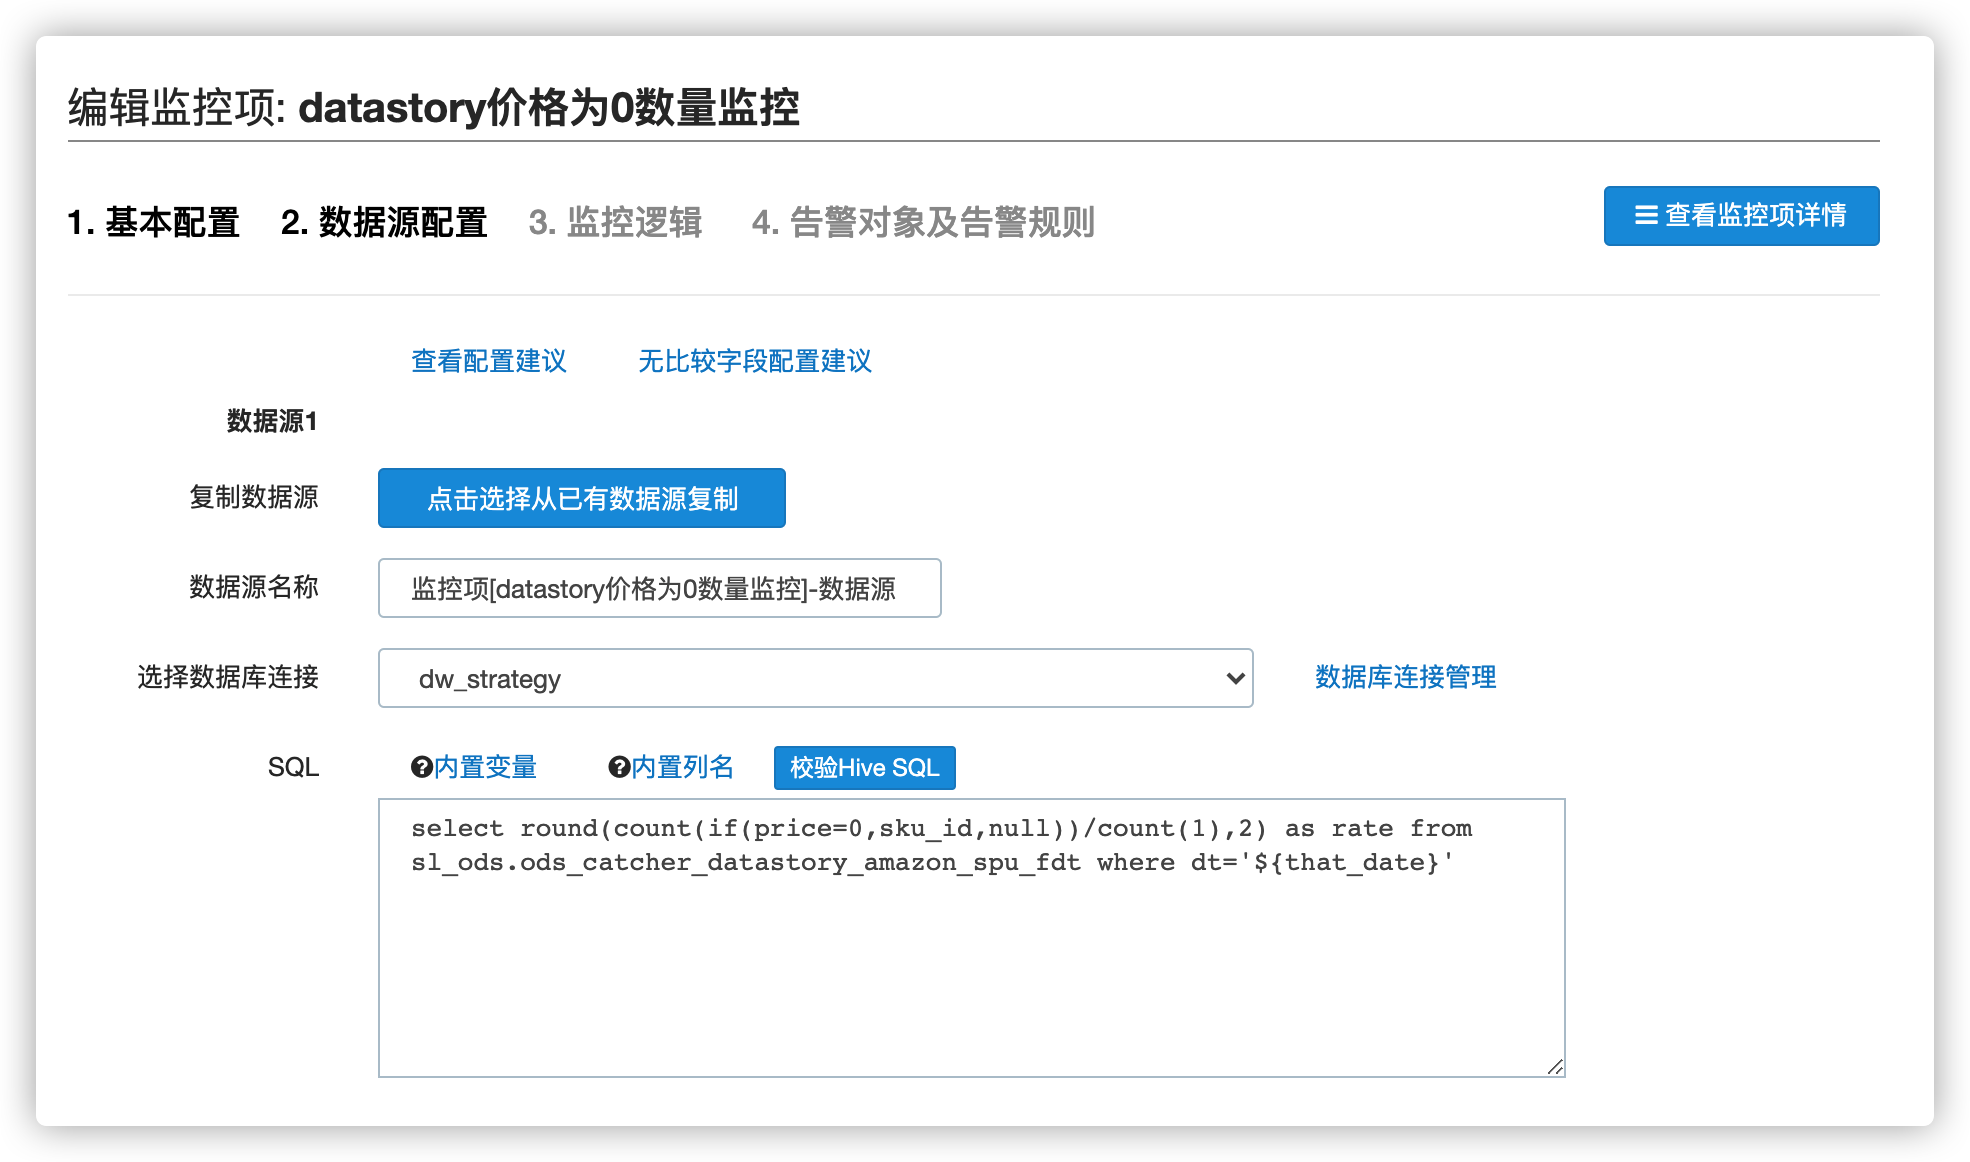 编辑监控项: datastory价格为0数量监控
1. 基本配置 2. 数据源配置 3. 监控逻辑 4. 告警对象及告警规则 查看监控项详情
查看配置建议 无比较字段配置建议
数据源1
复制数据源 点击选择从已有数据源复制
数据源名称 监控项[datastory价格为0数量监控]-数据源
选择数据库连接 dw_strategy 数据库连接管理
SQL 内置变量 内置列名 校验Hive SQL
select round(count(if(price=0,sku_id,null))/count(1),2) as rate from
sl_ods.ods_catcher_datastory_amazon_spu_fdt where dt='${that_date}'